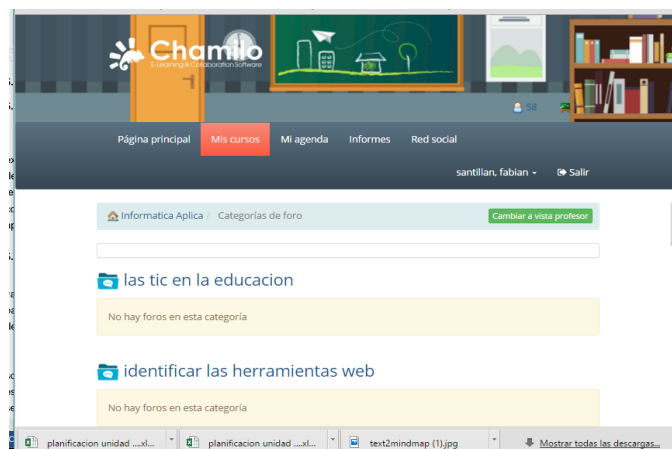 Chamilo
E-Learning & Collaboration Software
58
Página principal
Mis cursos
Mi agenda
Informes
Red social
santillan, fabian
Salir
Informatica Aplica / Categorías de foro
Cambiar a vista profesor
las tic en la educacion
No hay foros en esta categoría
identificar las herramientas web
No hay foros en esta categoría
planificacion unidad ....xl...
planificacion unidad ....xl...
text2mindmap (1).jpg
Mostrar todas las descargas...